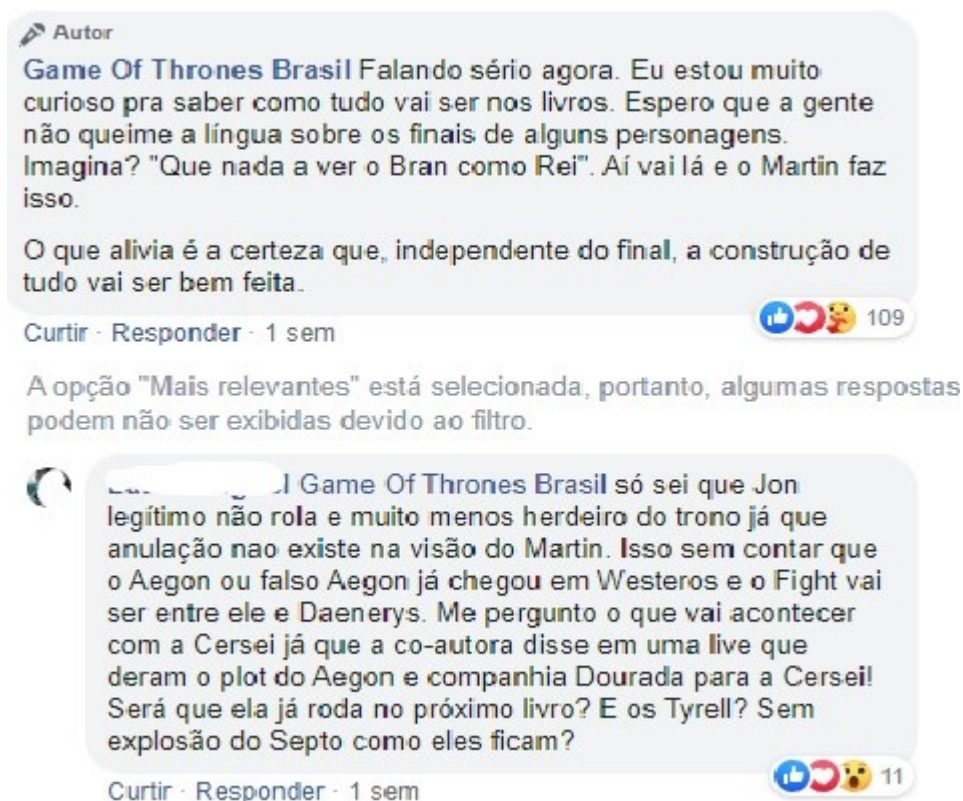 Autor
Game Of Thrones Brasil Falando sério agora. Eu estou muito
curioso pra saber como tudo vai ser nos livros. Espero que a gente
não queime a língua sobre os finais de alguns personagens.
Imagina? "Que nada a ver o Bran como Rei". Aí vai lá e o Martin faz
isso.
O que alivia é a certeza que, independente do final, a construção de
tudo vai ser bem feita.
109
Curtir · Responder · 1 sem
A opção "Mais relevantes" está selecionada, portanto, algumas respostas
podem não ser exibidas devido ao filtro.
Game Of Thrones Brasil só sei que Jon
legítimo não rola e muito menos herdeiro do trono já que
anulação nao existe na visão do Martin. Isso sem contar que
o Aegon ou falso Aegon já chegou em Westeros e o Fight vai
ser entre ele e Daenerys. Me pergunto o que vai acontecer
com a Cersei já que a co-autora disse em uma live que
deram o plot do Aegon e companhia Dourada para a Cersei!
Será que ela já roda no próximo livro? E os Tyrell? Sem
explosão do Septo como eles ficam?
11
Curtir · Responder · 1 sem